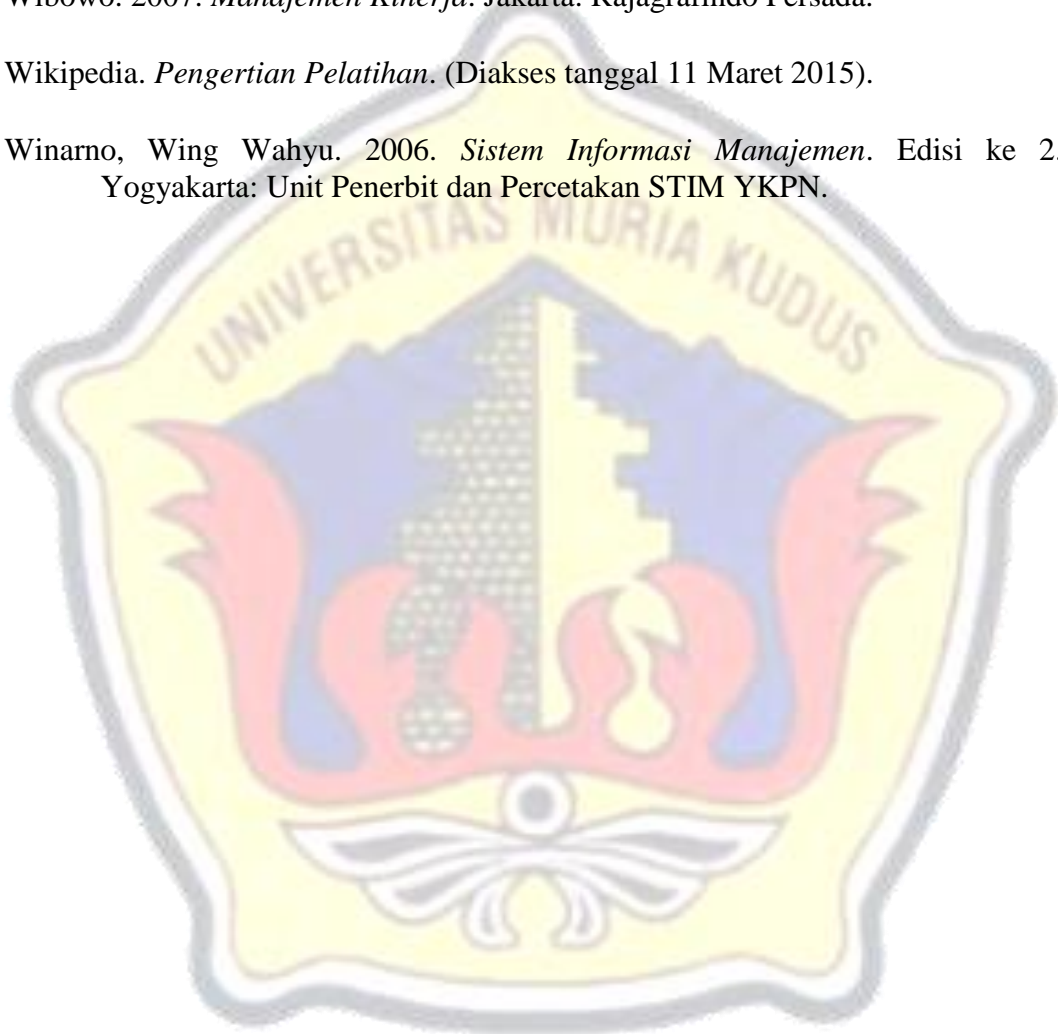 Wibowo. 2007. Manajemen Kinerja. Jakarta: Rajagrafindo Persada.
Wikipedia. Pengertian Pelatihan. (Diakses tanggal 11 Maret 2015).
Winarno, Wing Wahyu. 2006. Sistem Informasi Manajemen. Edisi ke 2.
Yogyakarta: Unit Penerbit dan Percetakan STIM YKPN.
UNIVERSITAS MURIA KUDUS